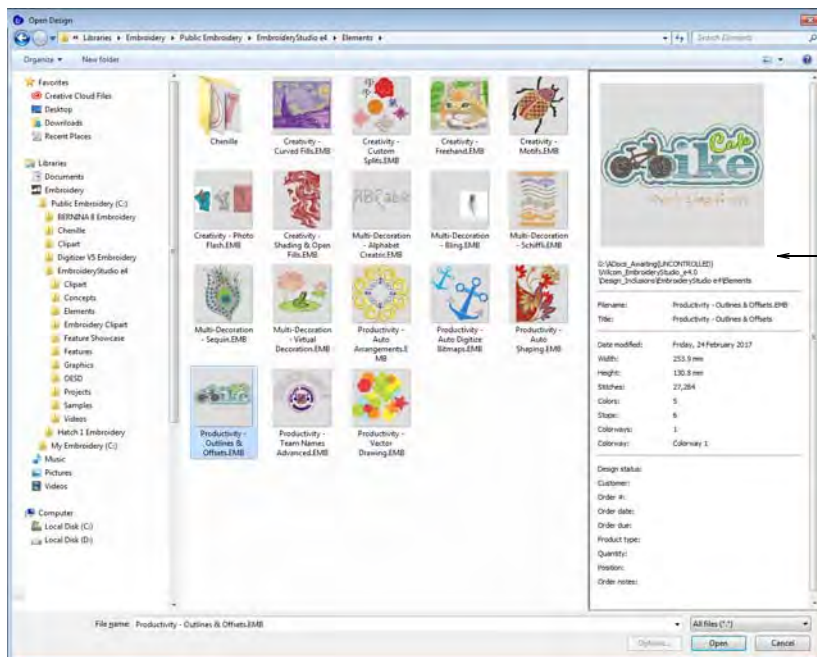 Open Design
« Libraries ▸ Embroidery ▸ Public Embroidery ▸ EmbroideryStudio e4 ▸ Elements ▸
Search Elements
Organize ▾ New folder
Favorites
Creative Cloud Files
Desktop
Downloads
Recent Places
Libraries
Documents
Embroidery
Public Embroidery (C:)
BERNINA 8 Embroidery
Chenille
Clipart
Digitizer V5 Embroidery
EmbroideryStudio e4
Clipart
Concepts
Elements
Embroidery Clipart
Feature Showcase
Features
Graphics
OESD
Projects
Samples
Videos
Hatch 1 Embroidery
My Embroidery (C:)
Music
Pictures
Videos
Computer
Local Disk (C:)
Local Disk (D:)
Chenille
Creativity -
Curved Fills.EMB
Creativity -
Custom
Splits.EMB
Creativity -
Freehand.EMB
Creativity -
Motifs.EMB
Creativity - Photo
Flash.EMB
Creativity -
Shading & Open
Fills.EMB
Multi-Decoration
- Alphabet
Creator.EMB
Multi-Decoration
- Bling.EMB
Multi-Decoration
- Schiffli.EMB
Multi-Decoration
- Sequin.EMB
Multi-Decoration
- Virtual
Decoration.EMB
Productivity -
Auto
Arrangements.E
MB
Productivity -
Auto Digitize
Bitmaps.EMB
Productivity -
Auto
Shaping.EMB
Productivity -
Outlines &
Offsets.EMB
Productivity -
Team Names
Advanced.EMB
Productivity -
Vector
Drawing.EMB
ike
Cafe
G:\ADocs_Awaiting[UNCONTROLLED]
\Wilcom_EmbroideryStudio_e4.0
\Design_Inclusions\EmbroideryStudio e4\Elements
Filename: Productivity - Outlines & Offsets.EMB
Title: Productivity - Outlines & Offsets
Date modified: Friday, 24 February 2017
Width: 253.9 mm
Height: 130.8 mm
Stitches: 27,284
Colors: 5
Stops: 6
Colorways: 1
Colorway: Colorway 1
Design status:
Customer:
Order #:
Order date:
Order due:
Product type:
Quantity:
Position:
Order notes:
File name: Productivity - Outlines & Offsets.EMB
All files (*.*)
Options... Open Cancel